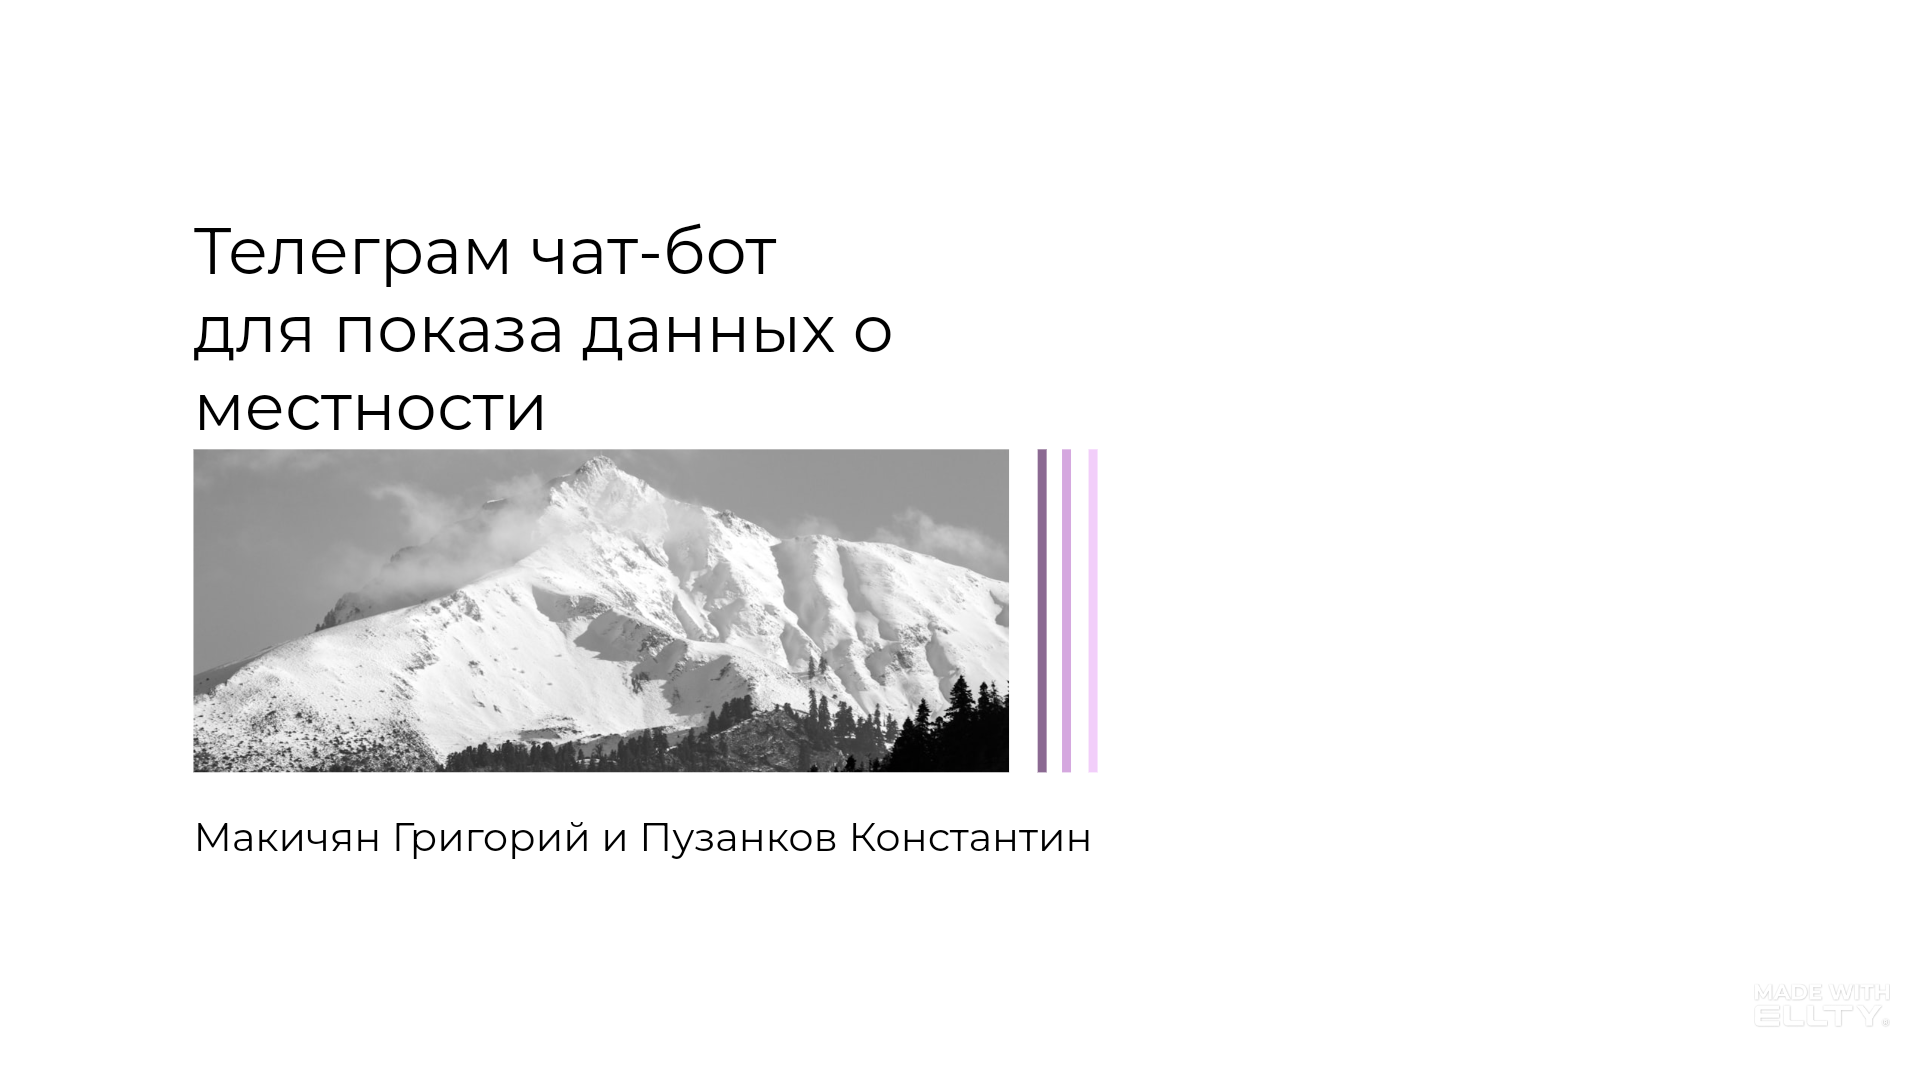 Телеграм чат-бот
для показа данных о
местности
Макичян Григорий и Пузанков Константин
MADE WITH
ELLTY.